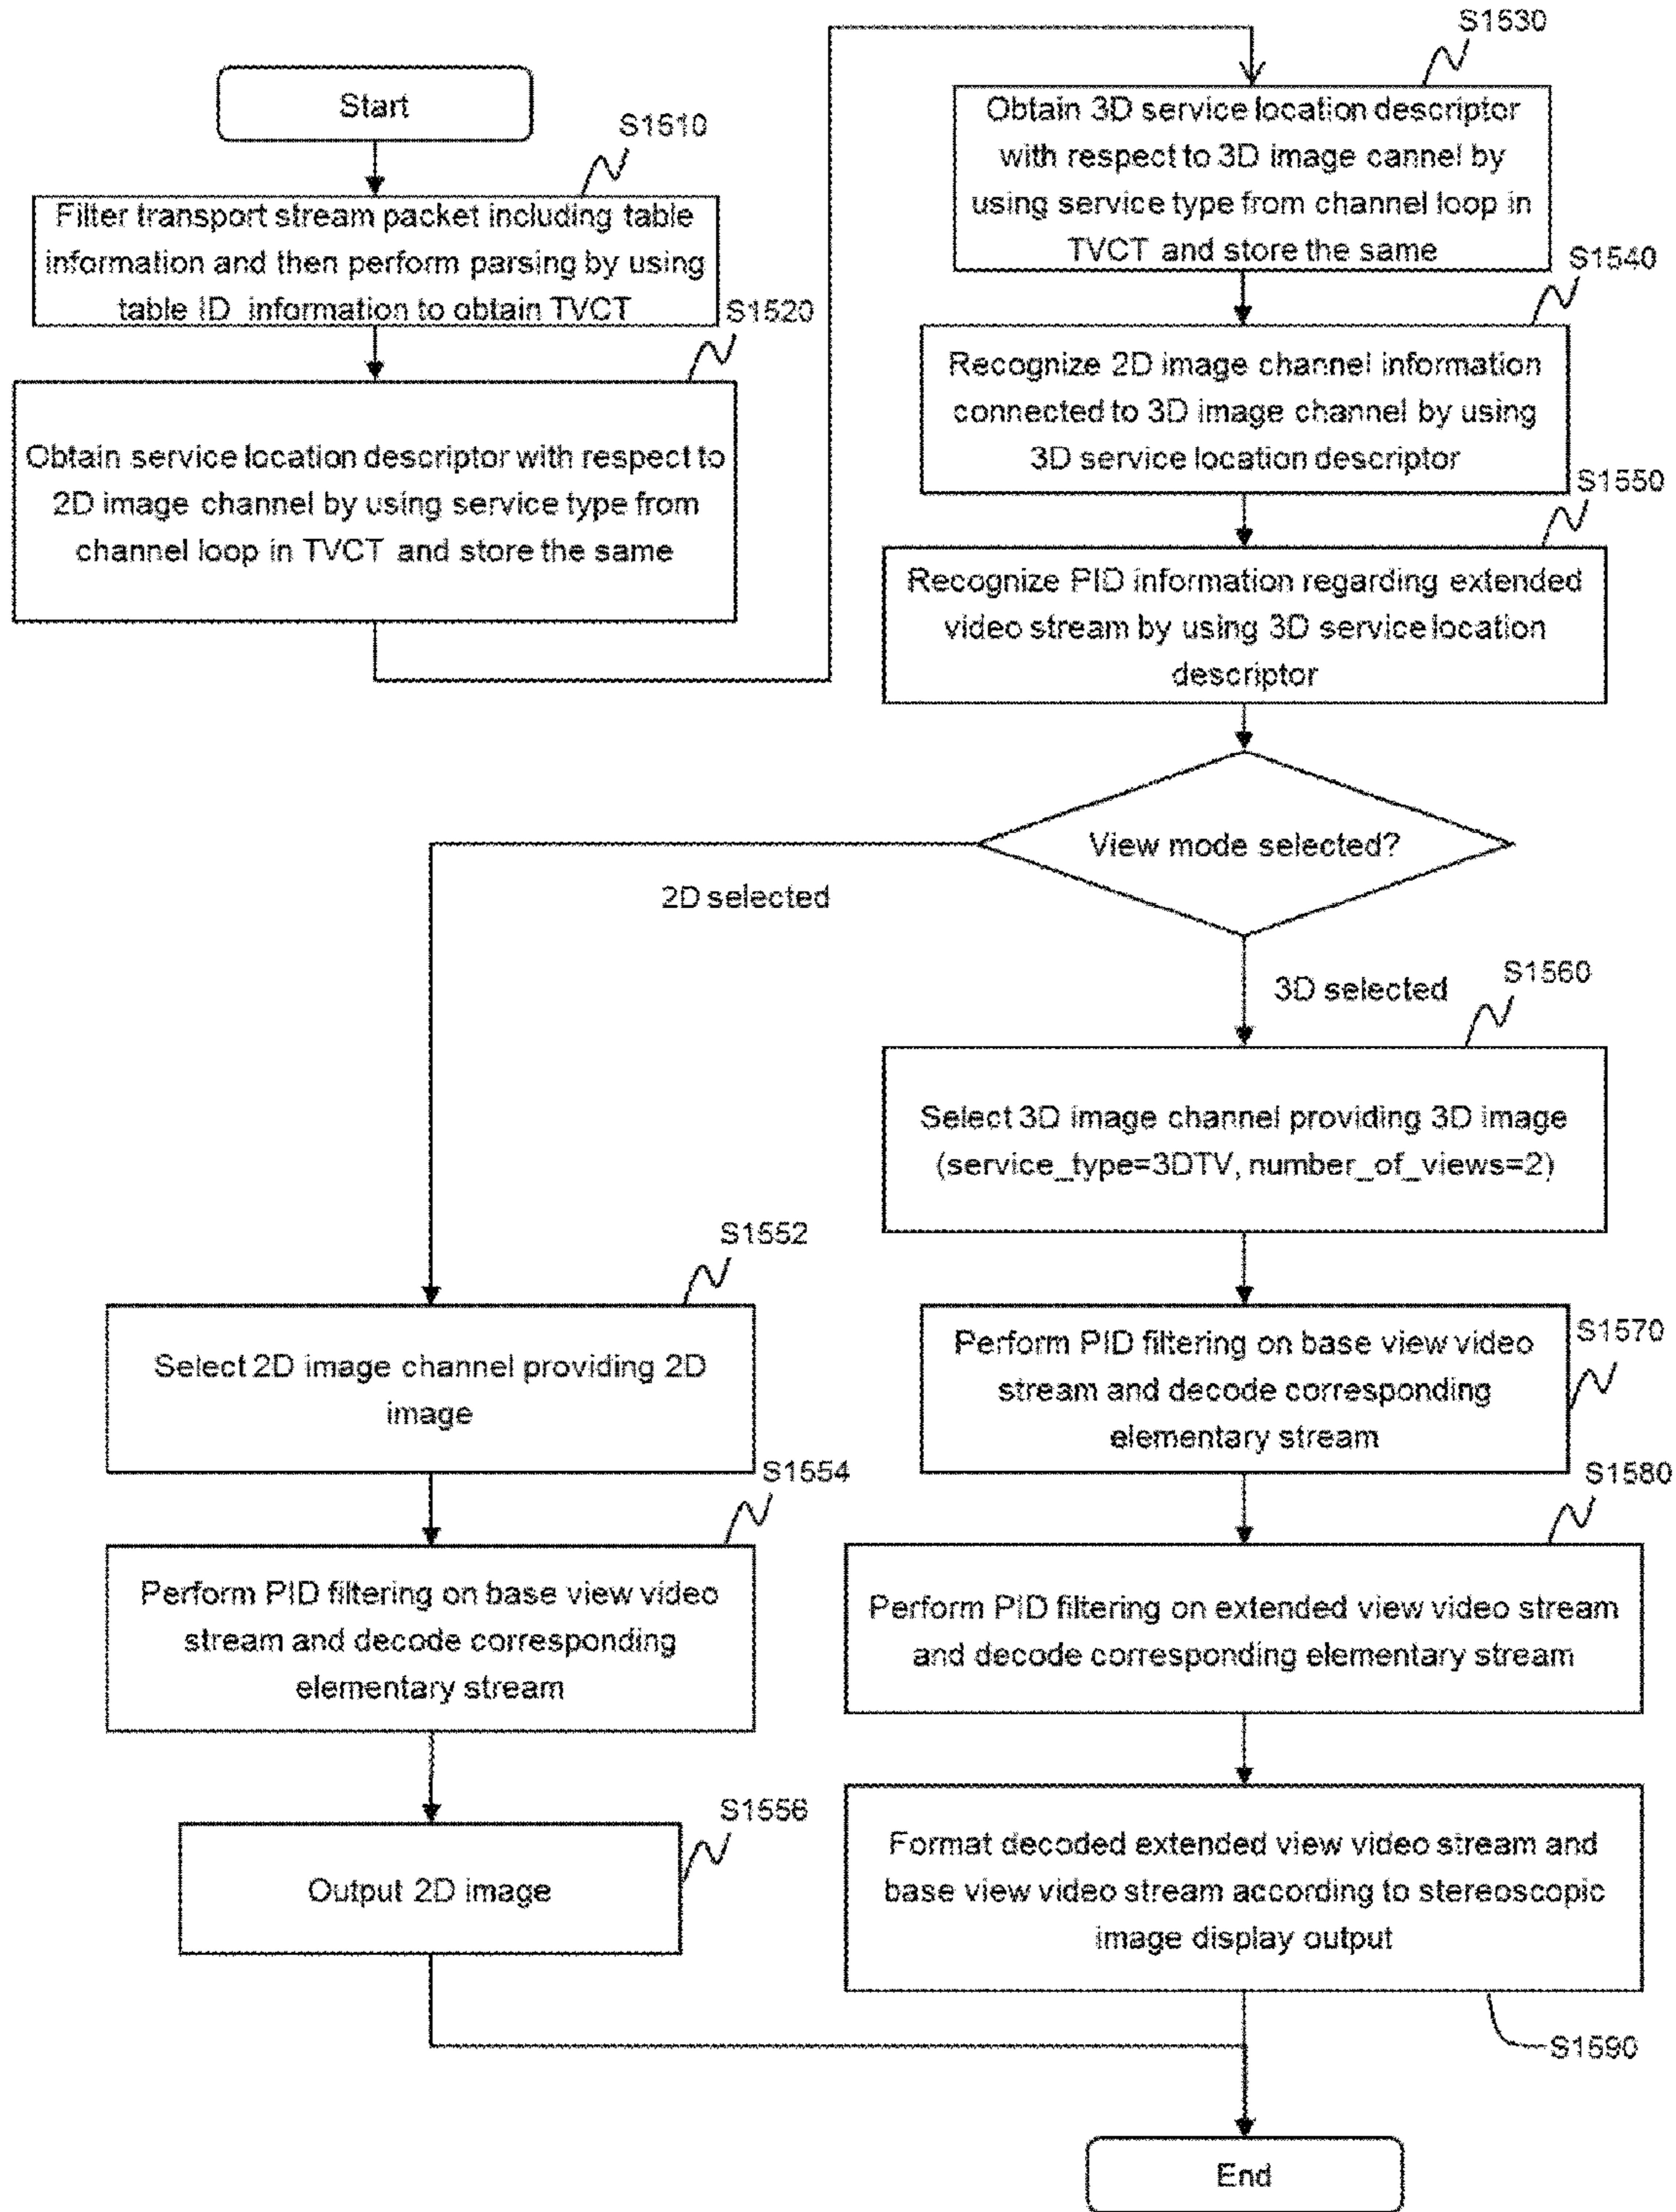 Start
S1510
Filter transport stream packet including table
information and then perform parsing by using
table ID information to obtain TVCT
S1520
Obtain service location descriptor with respect to
2D image channel by using service type from
channel loop in TVCT and store the same
S1530
Obtain 3D service location descriptor
with respect to 3D image cannel by
using service type from channel loop in
TVCT and store the same
S1540
Recognize 2D image channel information
connected to 3D image channel by using
3D service location descriptor
S1550
Recognize PID information regarding extended
video stream by using 3D service location
descriptor
View mode selected?
2D selected
3D selected
S1552
Select 2D image channel providing 2D
image
S1554
Perform PID filtering on base view video
stream and decode corresponding
elementary stream
S1556
Output 2D image
S1560
Select 3D image channel providing 3D image
(service_type=3DTV, number_of_views=2)
S1570
Perform PID filtering on base view video
stream and decode corresponding
elementary stream
S1580
Perform PID filtering on extended view video stream
and decode corresponding elementary stream
Format decoded extended view video stream and
base view video stream according to stereoscopic
image display output
S1590
End